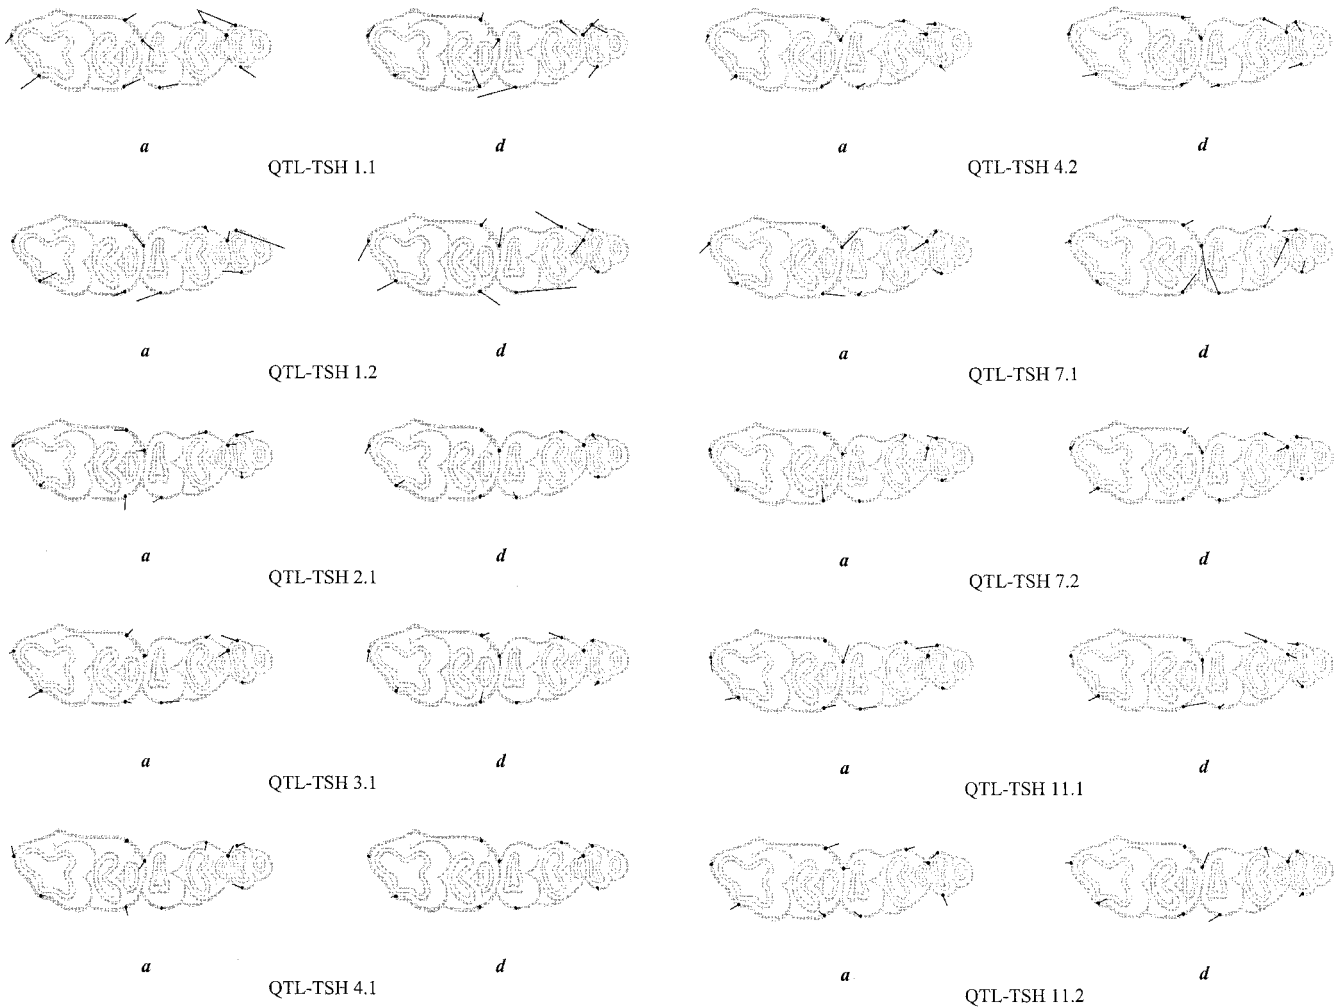 a d a d
QTL-TSH 1.1 QTL-TSH 4.2
a d a d
QTL-TSH 1.2 QTL-TSH 7.1
a d a d
QTL-TSH 2.1 QTL-TSH 7.2
a d a d
QTL-TSH 3.1 QTL-TSH 11.1
a d a d
QTL-TSH 4.1 QTL-TSH 11.2